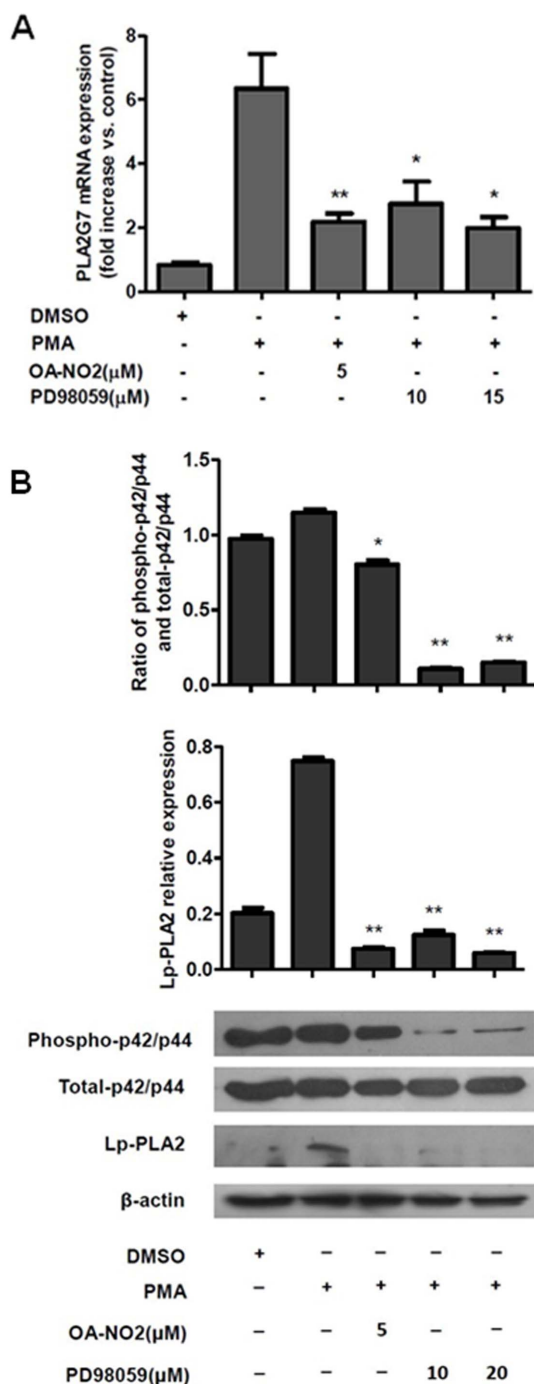 A
PLA2G7 mRNA expression
(fold increase vs. control)
8
6
4
2
0
** * *
DMSO + - - - -
PMA - + + + +
OA-NO2(μM) - - 5 - -
PD98059(μM) - - - 10 15
B
Ratio of phospho-p42/p44
and total-p42/p44
1.5
1.0
0.5
0.0
* ** **
Lp-PLA2 relative expression
0.8
0.6
0.4
0.2
0.0
** ** **
Phospho-p42/p44
Total-p42/p44
Lp-PLA2
β-actin
DMSO + – – – –
PMA – + + + +
OA-NO2(μM) – – 5 – –
PD98059(μM) – – – 10 20